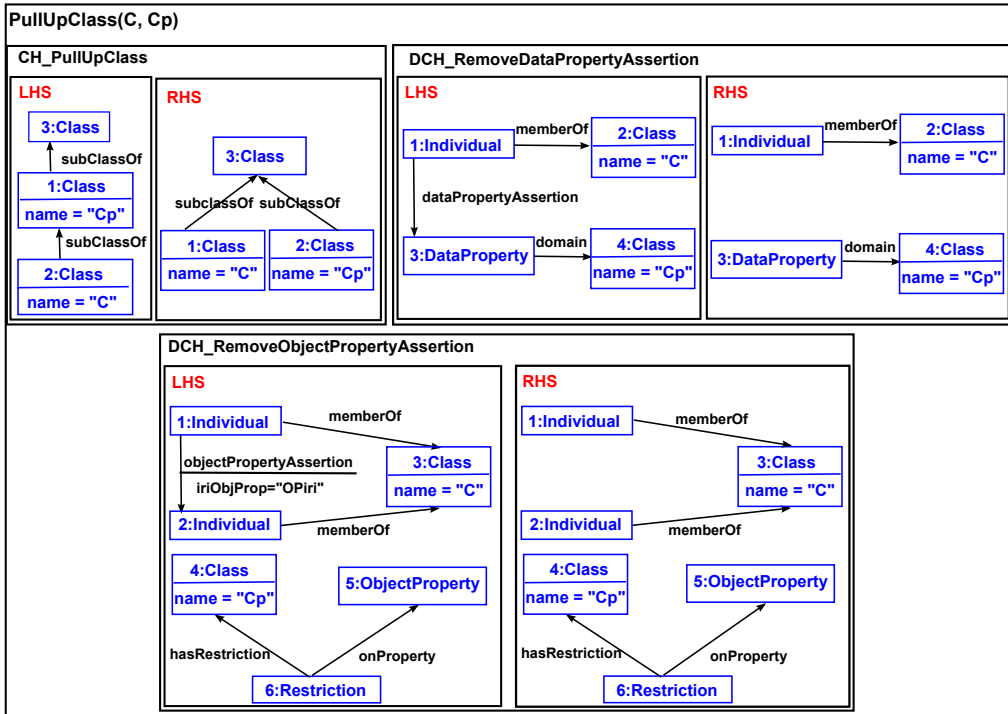 PullUpClass(C, Cp)
CH_PullUpClass
LHS
3:Class
subClassOf
1:Class
name = "Cp"
subClassOf
2:Class
name = "C"
RHS
3:Class
subclassOf subClassOf
1:Class
name = "C"
2:Class
name = "Cp"
DCH_RemoveDataPropertyAssertion
LHS
1:Individual
memberOf
2:Class
name = "C"
dataPropertyAssertion
3:DataProperty
domain
4:Class
name = "Cp"
RHS
1:Individual
memberOf
2:Class
name = "C"
3:DataProperty
domain
4:Class
name = "Cp"
DCH_RemoveObjectPropertyAssertion
LHS
1:Individual
memberOf
objectPropertyAssertion
iriObjProp="OPiri"
3:Class
name = "C"
2:Individual
memberOf
4:Class
name = "Cp"
5:ObjectProperty
hasRestriction
onProperty
6:Restriction
RHS
1:Individual
memberOf
3:Class
name = "C"
2:Individual
memberOf
4:Class
name = "Cp"
5:ObjectProperty
hasRestriction
onProperty
6:Restriction